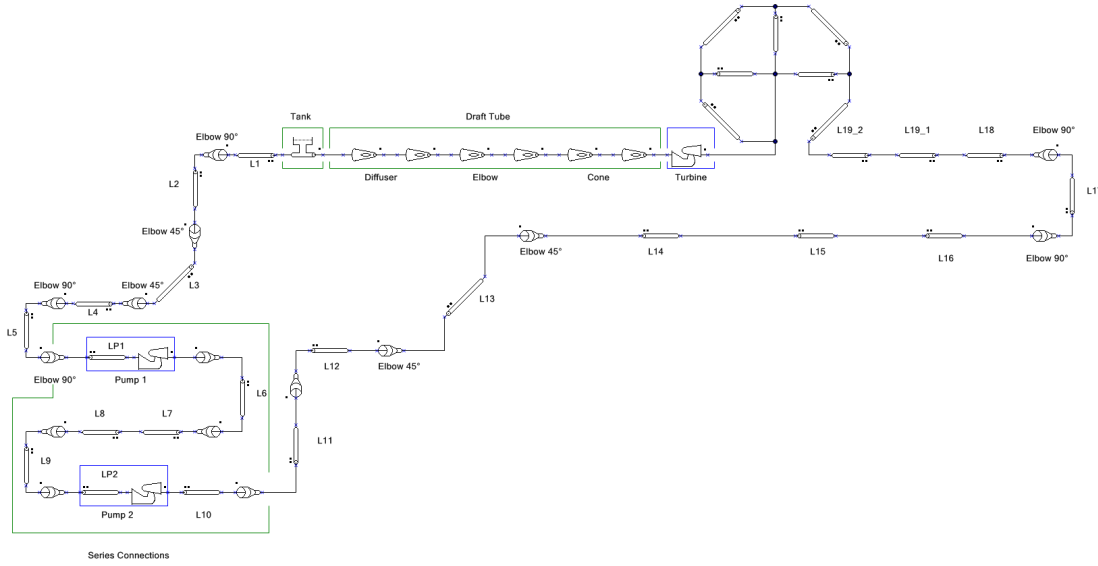 Tank
Draft Tube
Elbow 90°
L1
Diffuser
Elbow
Cone
Turbine
L19_2
L19_1
L18
Elbow 90°
L2
Elbow 45°
L3
Elbow 45°
L14
L15
L16
Elbow 90°
Elbow 90°
L4
Elbow 45°
L13
L5
LP1
Elbow 90°
Pump 1
L6
L12
Elbow 45°
L8
L7
L11
L9
LP2
Pump 2
L10
Series Connections